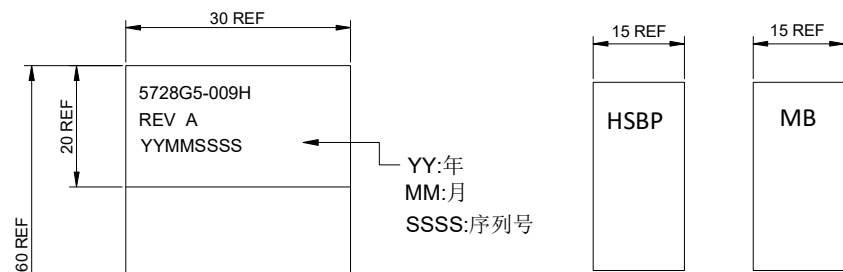 30 REF
15 REF
15 REF
20 REF
60 REF
5728G5-009H
REV A
YYMMSSSS
YY:年
MM:月
SSSS:序列号
HSBP
MB